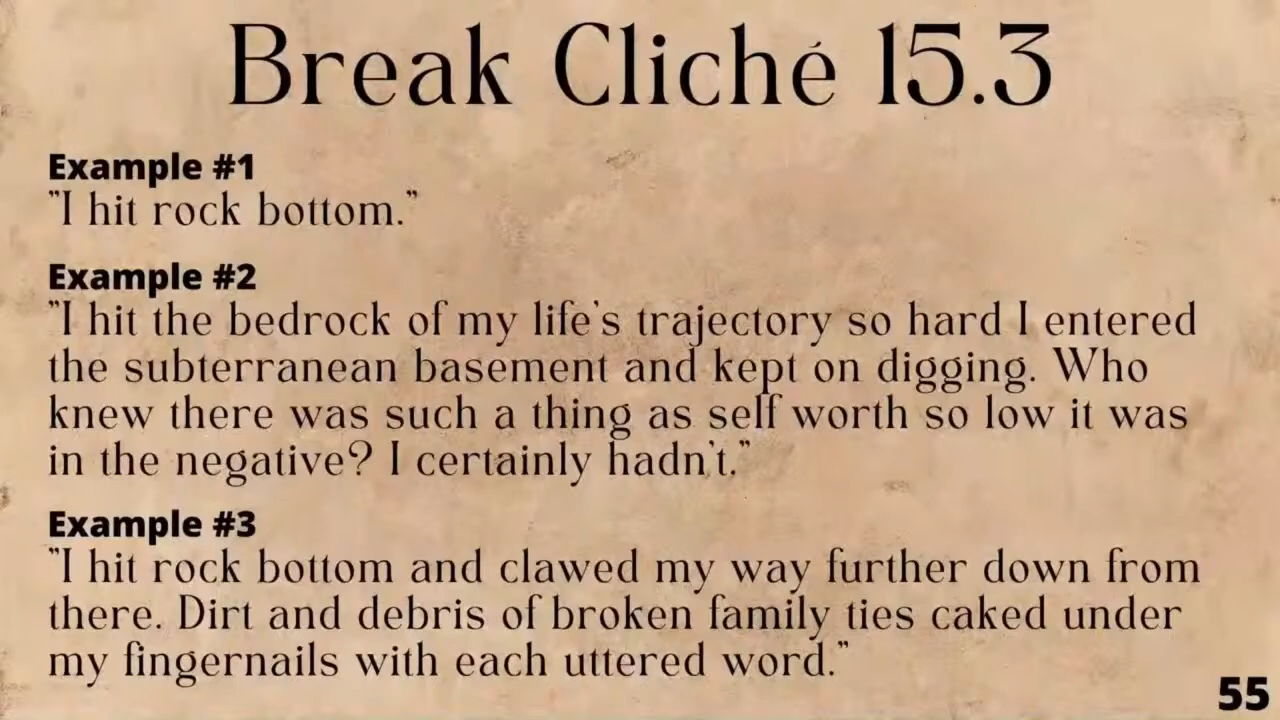 Break Cliché 15.3
Example #1
"I hit rock bottom."
Example #2
"I hit the bedrock of my life's trajectory so hard I entered
the subterranean basement and kept on digging. Who
knew there was such a thing as self worth so low it was
in the negative? I certainly hadn't."
Example #3
"I hit rock bottom and clawed my way further down from
there. Dirt and debris of broken family ties caked under
my fingernails with each uttered word."
55